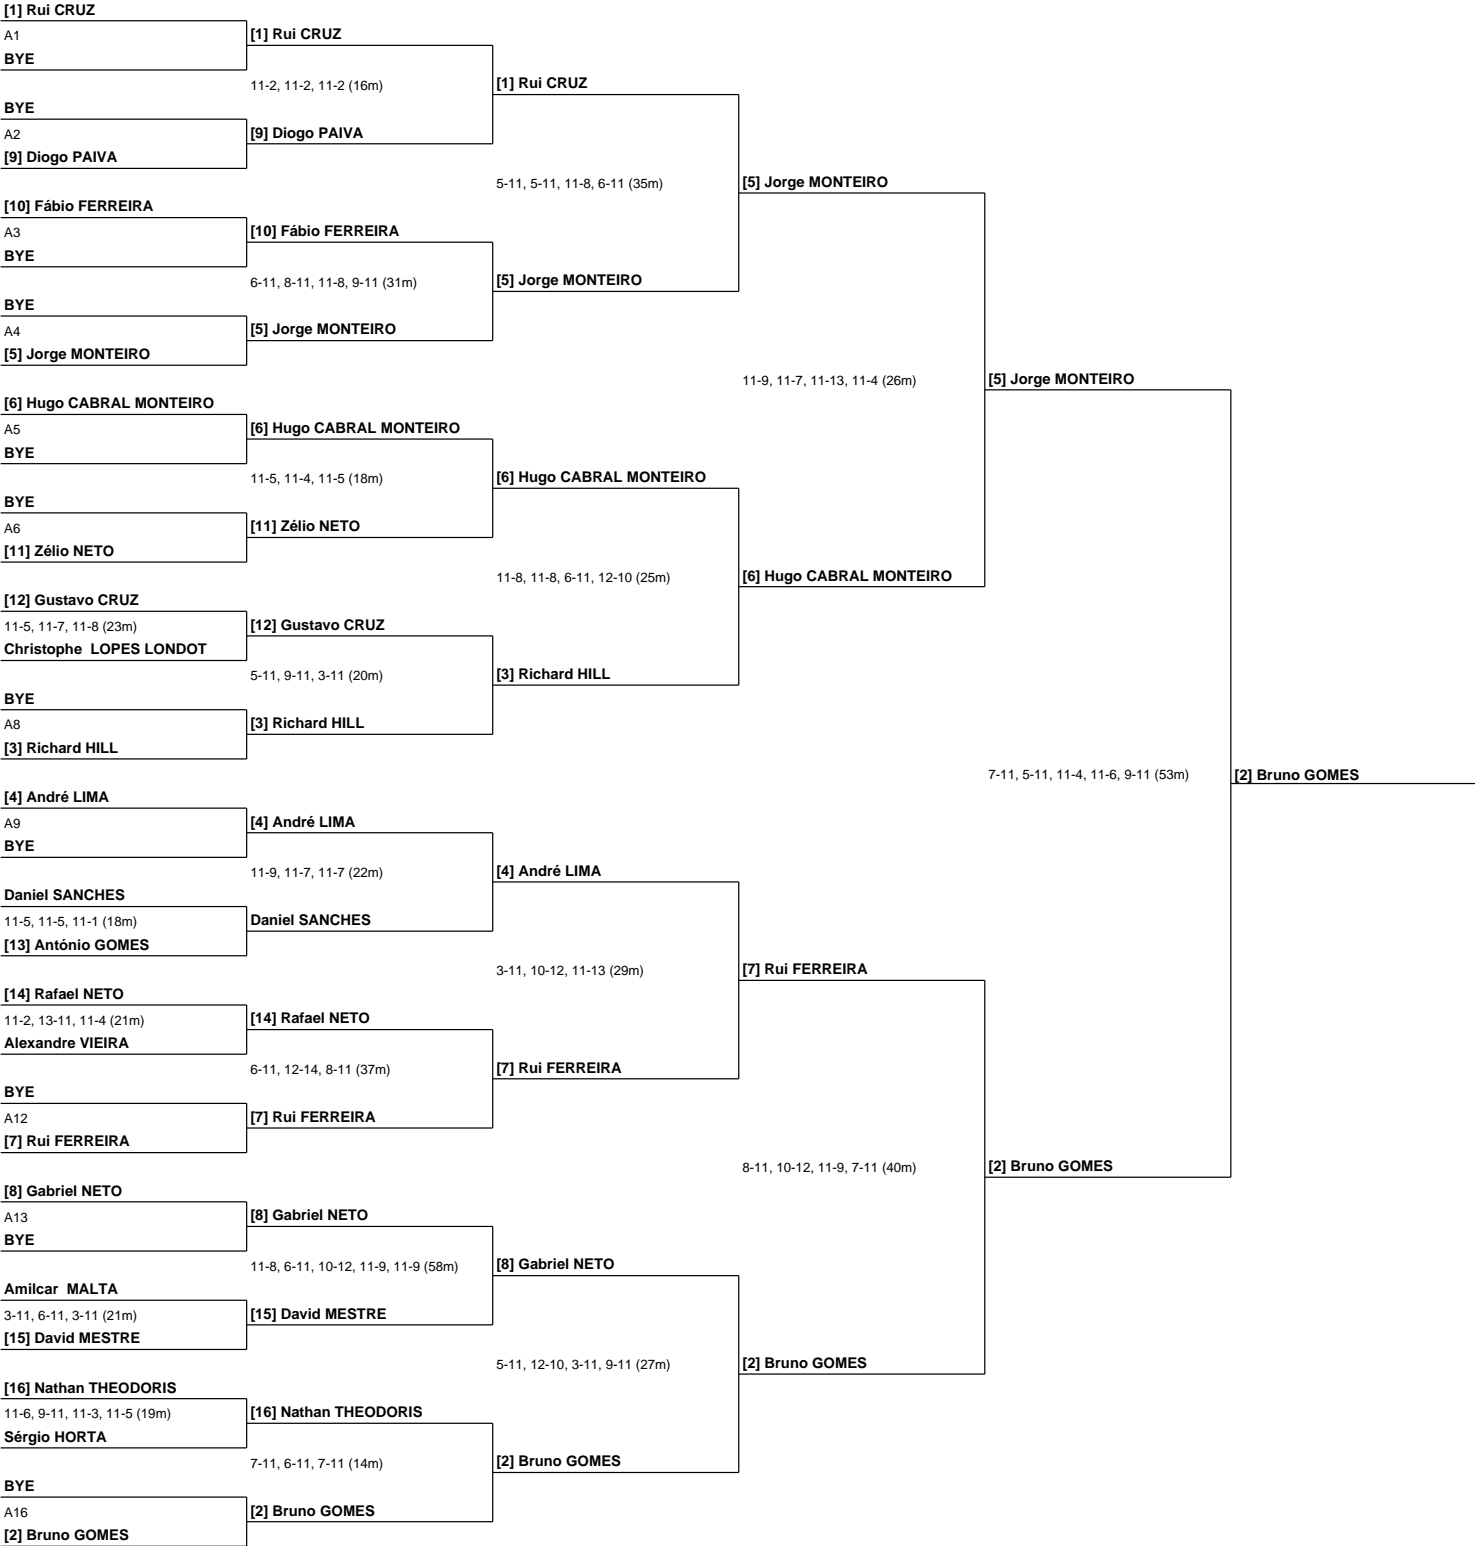 [1] Rui CRUZ
A1
BYE
BYE
A2
[9] Diogo PAIVA
[10] Fábio FERREIRA
A3
BYE
BYE
A4
[5] Jorge MONTEIRO
[6] Hugo CABRAL MONTEIRO
A5
BYE
BYE
A6
[11] Zélio NETO
[12] Gustavo CRUZ
11-5, 11-7, 11-8 (23m)
Christophe  LOPES LONDOT
BYE
A8
[3] Richard HILL
[4] André LIMA
A9
BYE
Daniel SANCHES
11-5, 11-5, 11-1 (18m)
[13] António GOMES
[14] Rafael NETO
11-2, 13-11, 11-4 (21m)
Alexandre VIEIRA
BYE
A12
[7] Rui FERREIRA
[8] Gabriel NETO
A13
BYE
Amilcar  MALTA
3-11, 6-11, 3-11 (21m)
[15] David MESTRE
[16] Nathan THEODORIS
11-6, 9-11, 11-3, 11-5 (19m)
Sérgio HORTA
BYE
A16
[2] Bruno GOMES
[1] Rui CRUZ
11-2, 11-2, 11-2 (16m)
[9] Diogo PAIVA
[10] Fábio FERREIRA
6-11, 8-11, 11-8, 9-11 (31m)
[5] Jorge MONTEIRO
[6] Hugo CABRAL MONTEIRO
11-5, 11-4, 11-5 (18m)
[11] Zélio NETO
[12] Gustavo CRUZ
5-11, 9-11, 3-11 (20m)
[3] Richard HILL
[4] André LIMA
11-9, 11-7, 11-7 (22m)
Daniel SANCHES
[14] Rafael NETO
6-11, 12-14, 8-11 (37m)
[7] Rui FERREIRA
[8] Gabriel NETO
11-8, 6-11, 10-12, 11-9, 11-9 (58m)
[15] David MESTRE
[16] Nathan THEODORIS
7-11, 6-11, 7-11 (14m)
[2] Bruno GOMES
[1] Rui CRUZ
5-11, 5-11, 11-8, 6-11 (35m)
[5] Jorge MONTEIRO
[6] Hugo CABRAL MONTEIRO
11-8, 11-8, 6-11, 12-10 (25m)
[3] Richard HILL
[4] André LIMA
3-11, 10-12, 11-13 (29m)
[7] Rui FERREIRA
[8] Gabriel NETO
5-11, 12-10, 3-11, 9-11 (27m)
[2] Bruno GOMES
[5] Jorge MONTEIRO
11-9, 11-7, 11-13, 11-4 (26m)
[6] Hugo CABRAL MONTEIRO
[7] Rui FERREIRA
8-11, 10-12, 11-9, 7-11 (40m)
[2] Bruno GOMES
[5] Jorge MONTEIRO
7-11, 5-11, 11-4, 11-6, 9-11 (53m)
[2] Bruno GOMES
[2] Bruno GOMES